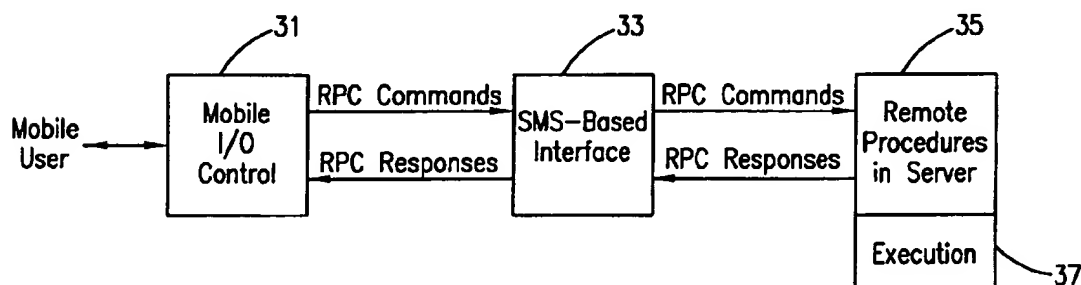 31
33
35
Mobile
User
Mobile
I/O
Control
RPC Commands
RPC Responses
SMS-Based
Interface
RPC Commands
RPC Responses
Remote
Procedures
in Server
Execution
37